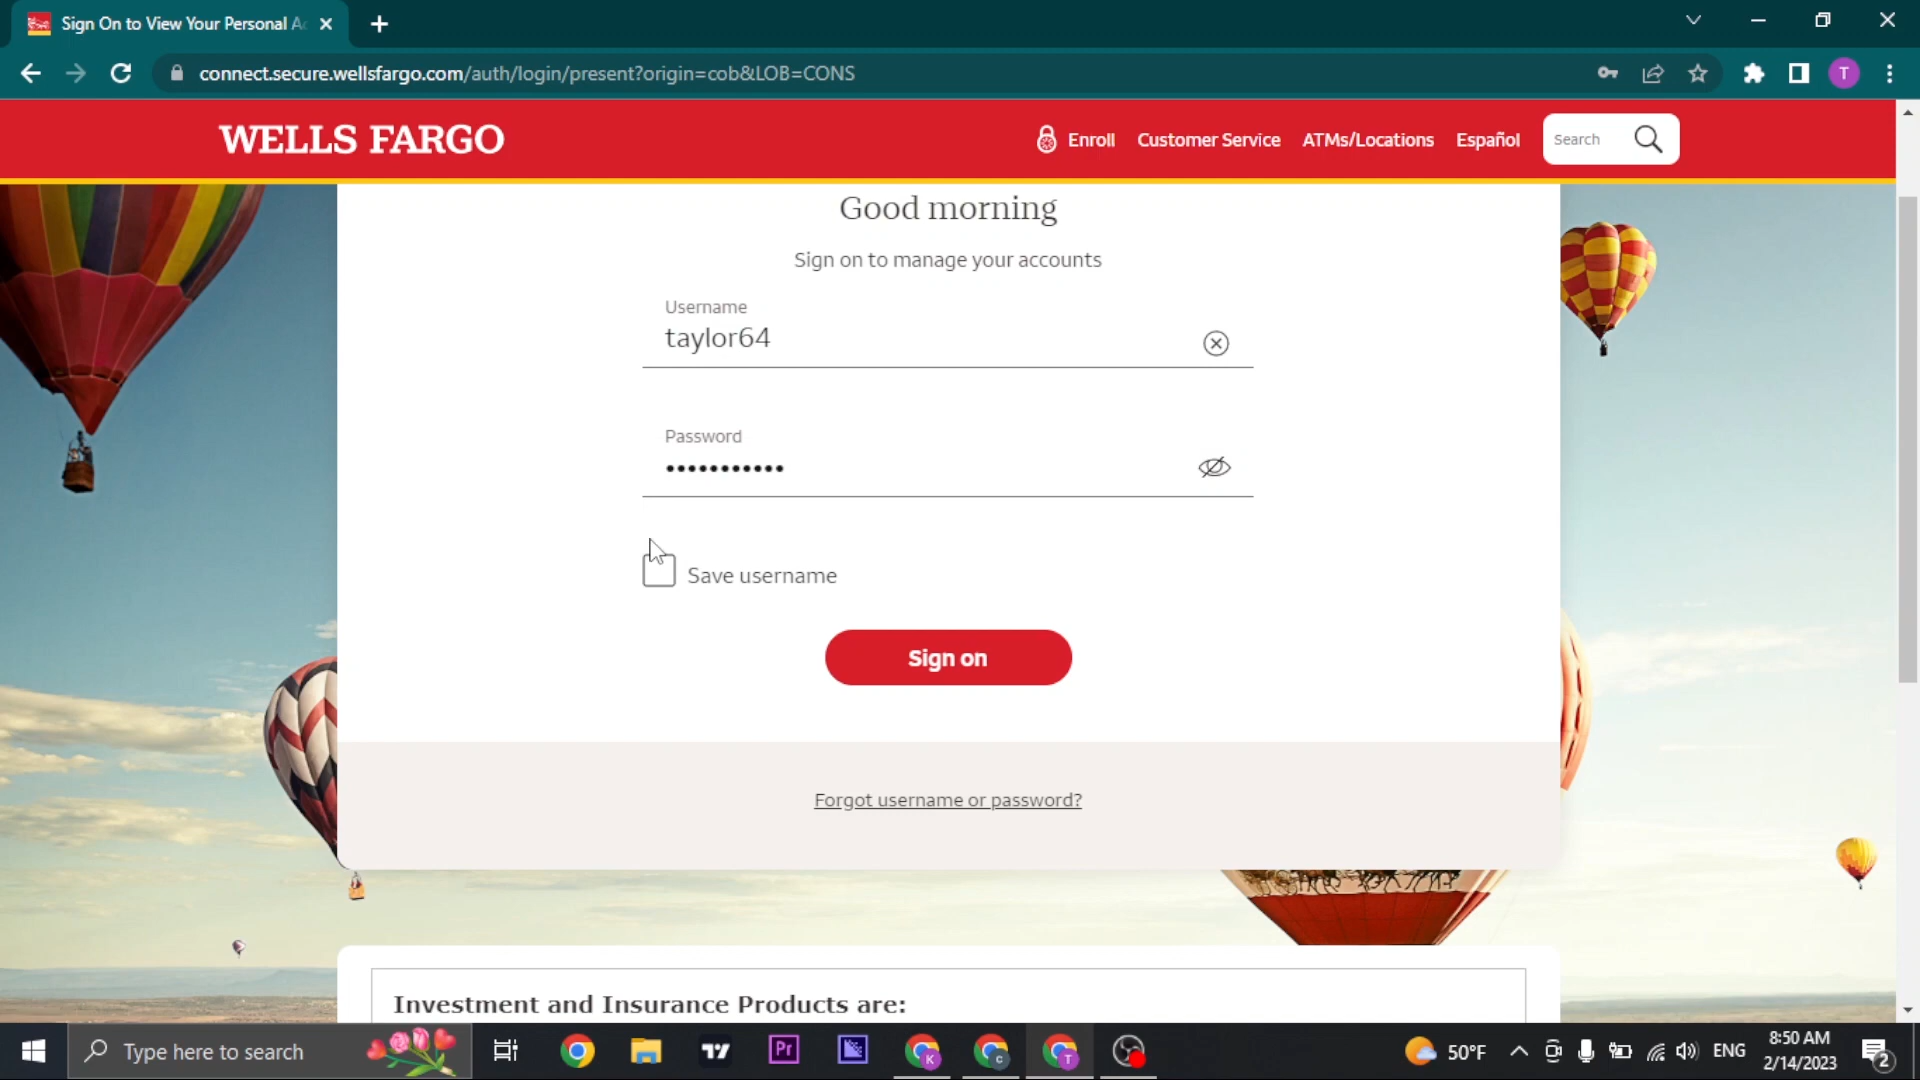 Sign On to View Your Personal Ac
connect.secure.wellsfargo.com/auth/login/present?origin=cob&LOB=CONS
T
WELLS FARGO
Enroll
Customer Service
ATMs/Locations
Español
Search
Good morning
Sign on to manage your accounts
Username
taylor64
Password
•••••••••••
Save username
Sign on
Forgot username or password?
Investment and Insurance Products are:
Type here to search
Pr
K
C
T
50°F
ENG
8:50 AM
2/14/2023
2